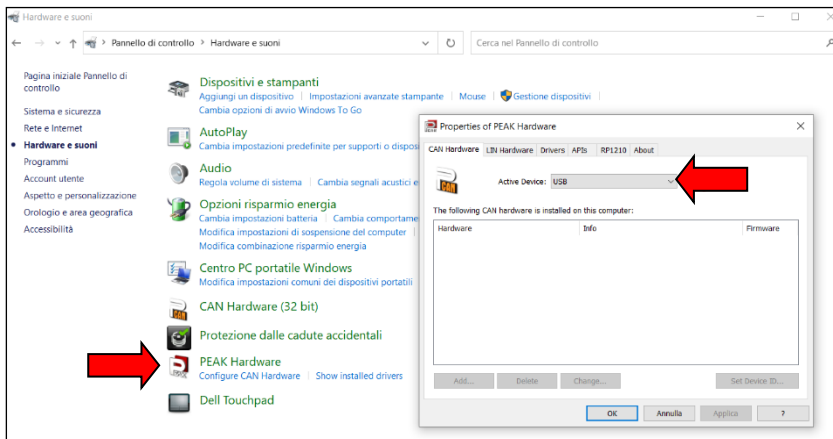 Hardware e suoni
Pannello di controllo > Hardware e suoni
Cerca nel Pannello di controllo
Pagina iniziale Pannello di
controllo
Sistema e sicurezza
Rete e Internet
Hardware e suoni
Programmi
Account utente
Aspetto e personalizzazione
Orologio e area geografica
Accessibilità
Dispositivi e stampanti
Aggiungi un dispositivo | Impostazioni avanzate stampante | Mouse | Gestione dispositivi
Cambia opzioni di avvio Windows To Go
AutoPlay
Cambia impostazioni predefinite per supporti o disposi
Audio
Regola volume di sistema | Cambia segnali acustici e
Opzioni risparmio energia
Cambia impostazioni batteria | Cambia comportame
Modifica impostazioni di sospensione del computer
Modifica combinazione risparmio energia
Centro PC portatile Windows
Modifica impostazioni comuni dei dispositivi portatili
CAN Hardware (32 bit)
Protezione dalle cadute accidentali
PEAK Hardware
Configure CAN Hardware | Show installed drivers
Dell Touchpad
Properties of PEAK Hardware
CAN Hardware LIN Hardware Drivers APIs RP1210 About
CAN
Active Device: USB
The following CAN hardware is installed on this computer:
Hardware Info Firmware
Add... Delete Change... Set Device ID...
OK Annulla Applica ?